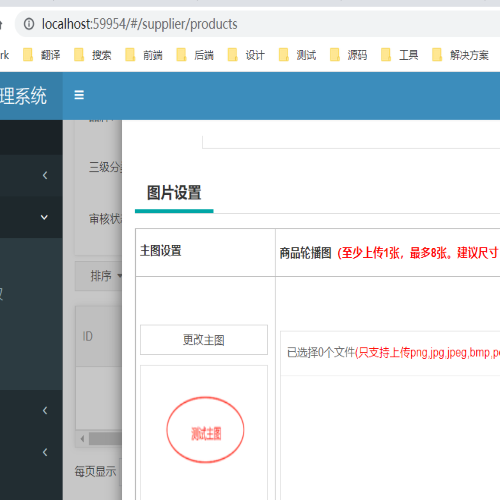 localhost:59954/#/supplier/products
rk 翻译 搜索 前端 后端 设计 测试 源码 工具 解决方案
理系统
三级分
图片设置
审核状
主图设置
商品轮播图（至少上传1张，最多8张。建议尺寸
排序
更改主图
ID
已选择0个文件(只支持上传png,jpg,jpeg,bmp,p
测试主图
每页显示